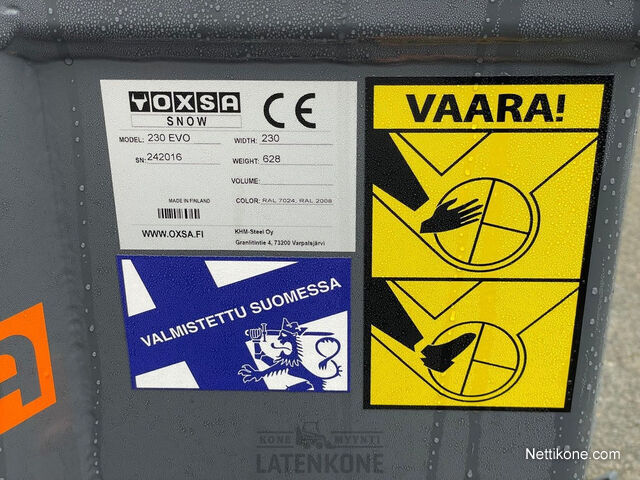 OXSA
SNOW
CE
MODEL: 230 EVO
WIDTH: 230
SN: 242016
WEIGHT: 628
VOLUME:
MADE IN FINLAND
COLOR: RAL 7024, RAL 2008
WWW.OXSA.FI
KHM-Steel Oy
Granlitintie 4, 73200 Varpaisjärvi
VAARA!
VALMISTETTU SUOMESSA
KONE MYYNTI
LATENKONE
Nettikone.com